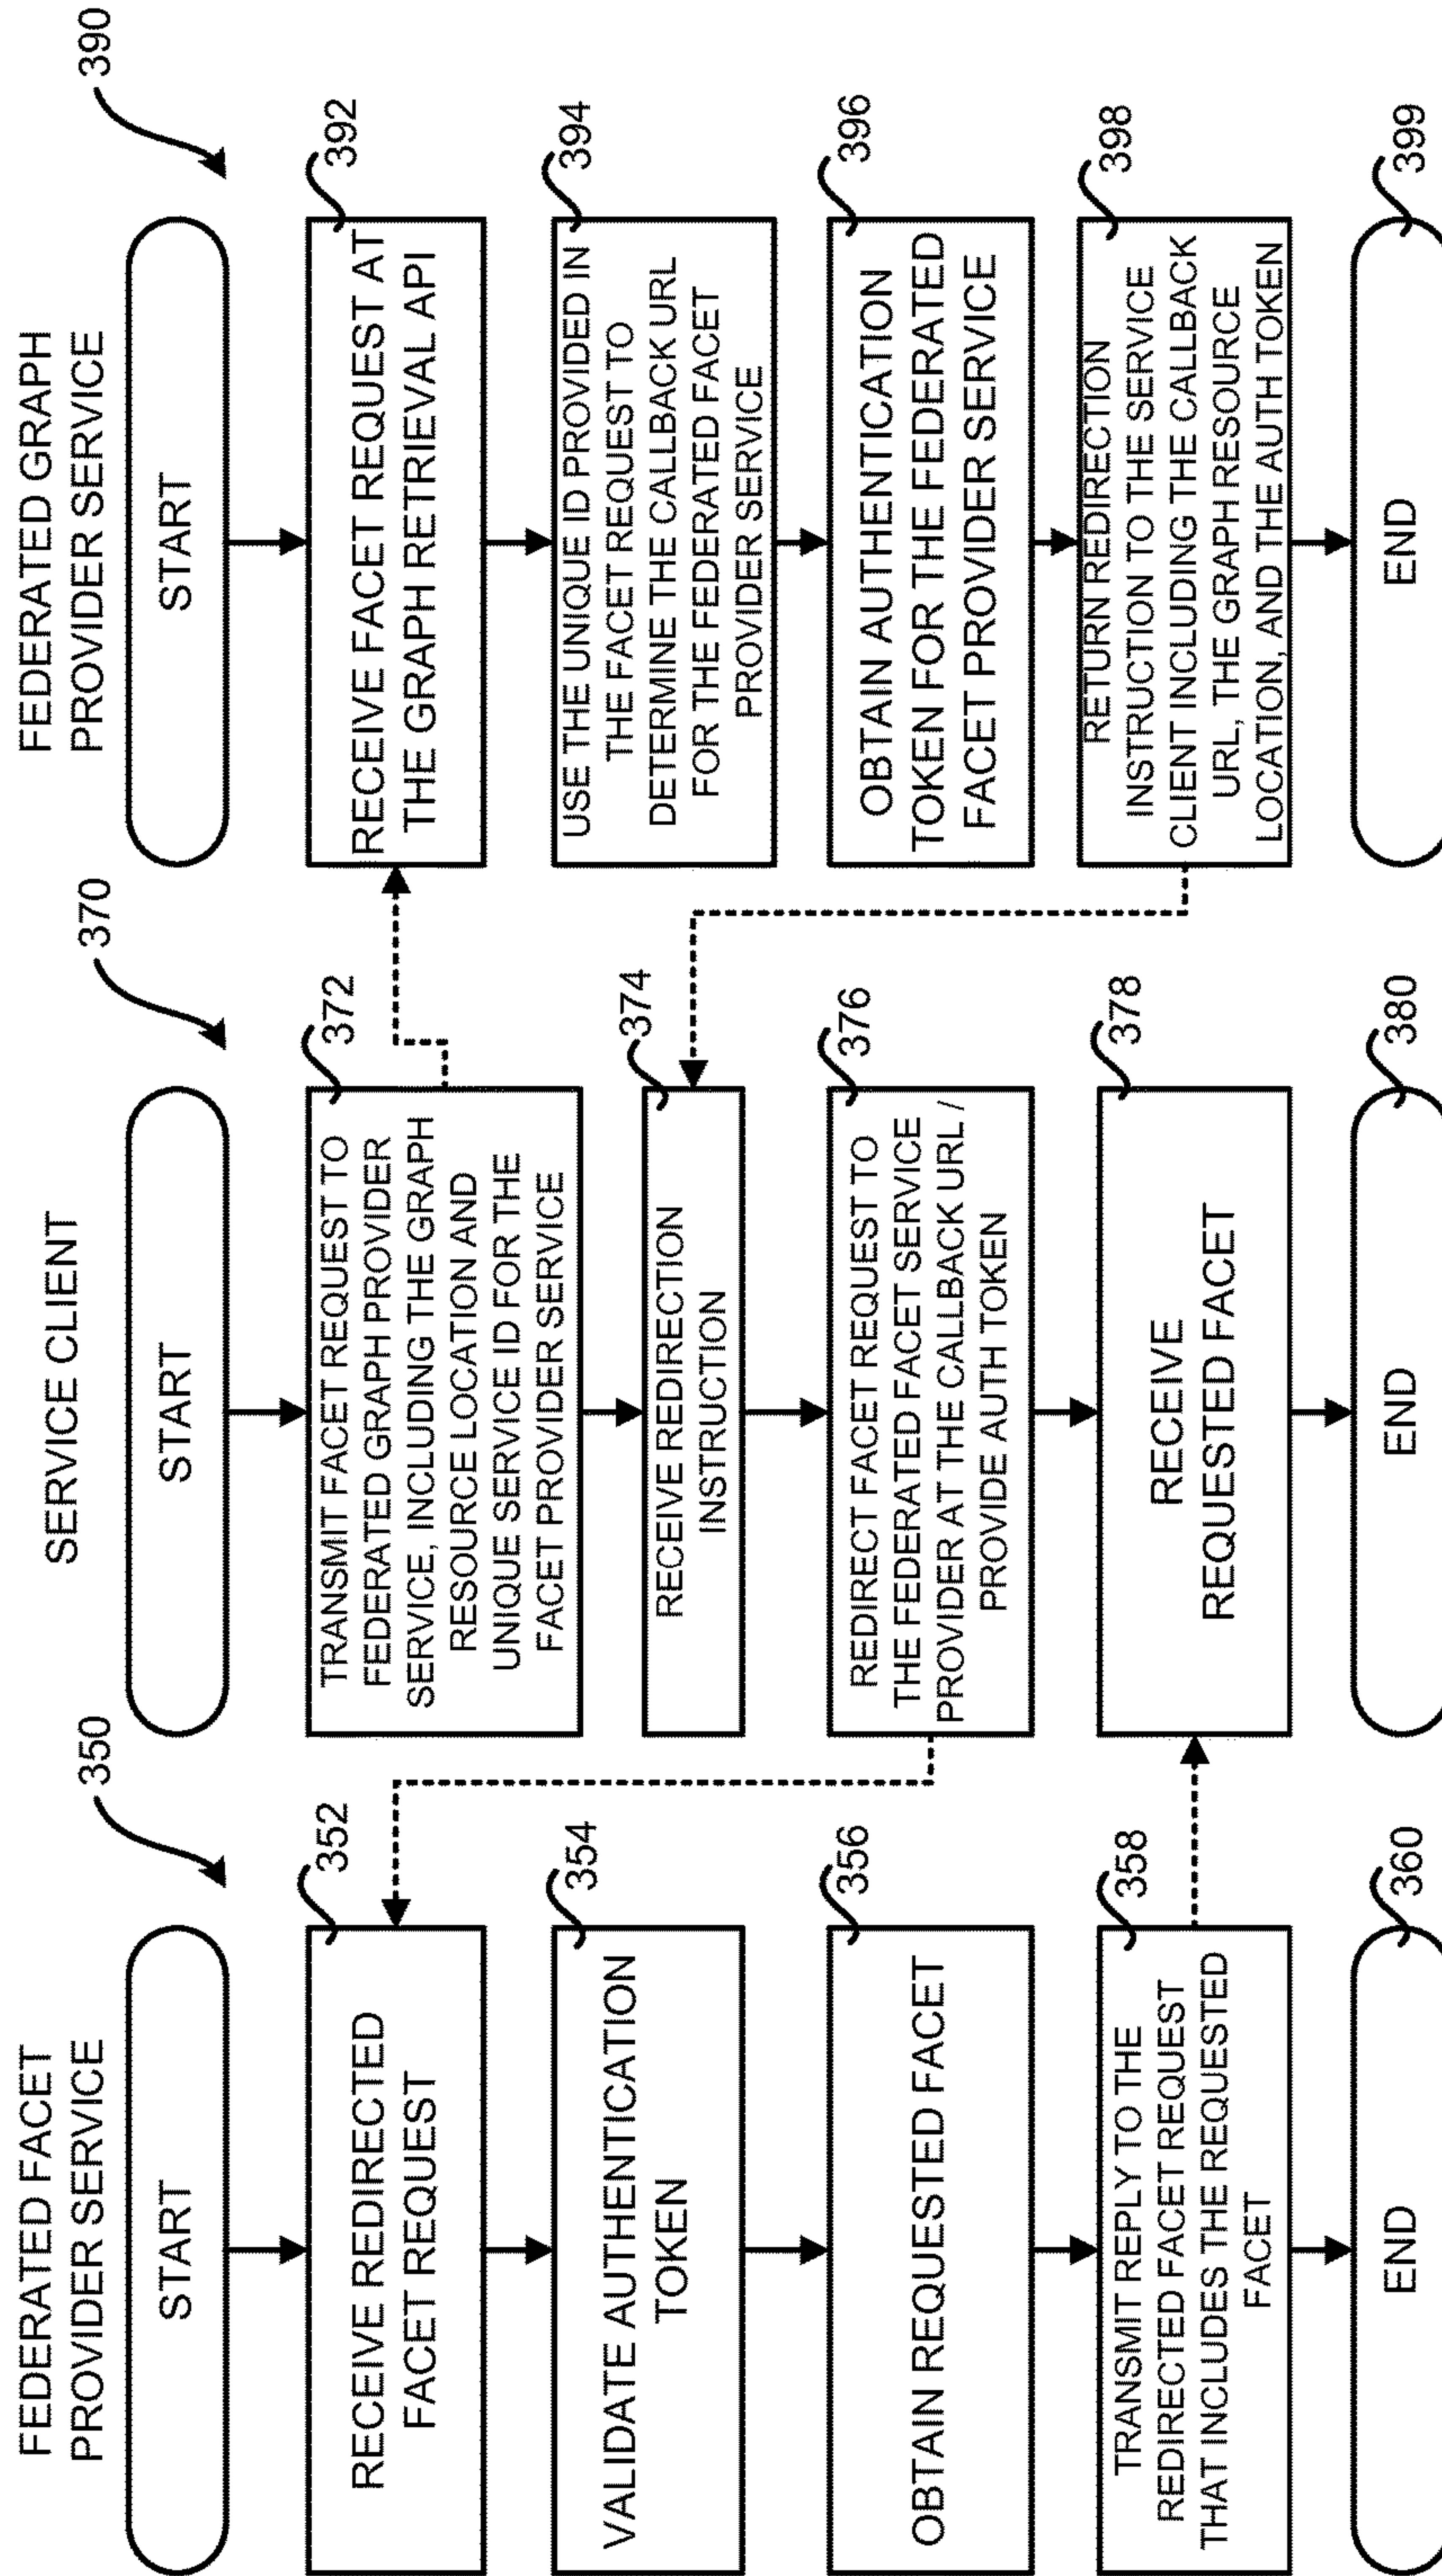 FEDERATED FACET
PROVIDER SERVICE
350
START
352
RECEIVE REDIRECTED
FACET REQUEST
354
VALIDATE AUTHENTICATION
TOKEN
356
OBTAIN REQUESTED FACET
358
TRANSMIT REPLY TO THE
REDIRECTED FACET REQUEST
THAT INCLUDES THE REQUESTED
FACET
360
END
SERVICE CLIENT
370
START
372
TRANSMIT FACET REQUEST TO
FEDERATED GRAPH PROVIDER
SERVICE, INCLUDING THE GRAPH
RESOURCE LOCATION AND
UNIQUE SERVICE ID FOR THE
FACET PROVIDER SERVICE
374
RECEIVE REDIRECTION
INSTRUCTION
376
REDIRECT FACET REQUEST TO
THE FEDERATED FACET SERVICE
PROVIDER AT THE CALLBACK URL /
PROVIDE AUTH TOKEN
378
RECEIVE
REQUESTED FACET
380
END
FEDERATED GRAPH
PROVIDER SERVICE
390
START
392
RECEIVE FACET REQUEST AT
THE GRAPH RETRIEVAL API
394
USE THE UNIQUE ID PROVIDED IN
THE FACET REQUEST TO
DETERMINE THE CALLBACK URL
FOR THE FEDERATED FACET
PROVIDER SERVICE
396
OBTAIN AUTHENTICATION
TOKEN FOR THE FEDERATED
FACET PROVIDER SERVICE
398
RETURN REDIRECTION
INSTRUCTION TO THE SERVICE
CLIENT INCLUDING THE CALLBACK
URL, THE GRAPH RESOURCE
LOCATION, AND THE AUTH TOKEN
399
END